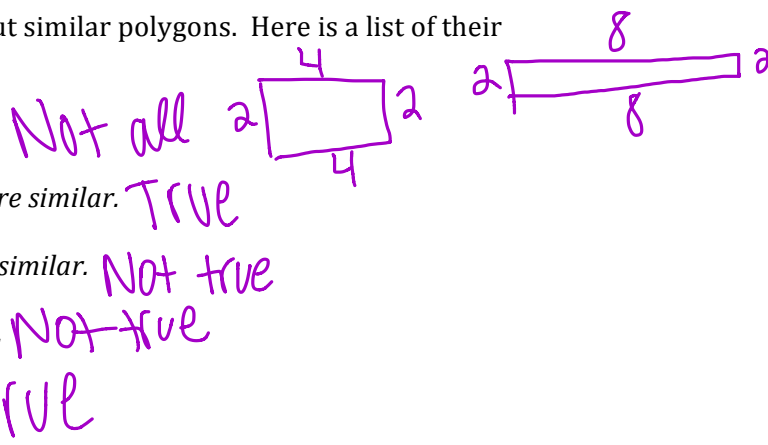 ut similar polygons.  Here is a list of their
4
8
2
2
2
2
4
8
Not all
re similar. True
similar. Not true
Not true
rue